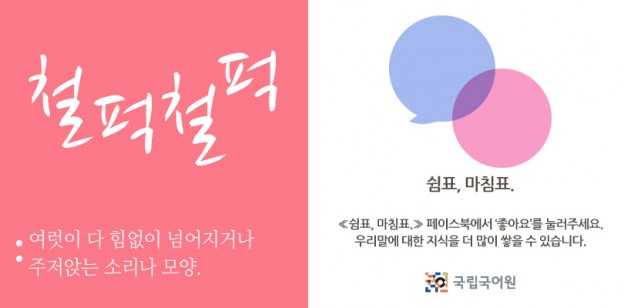 철퍽철퍽
: 여럿이 다 힘없이 넘어지거나
주저앉는 소리나 모양.
쉼표, 마침표.
≪쉼표, 마침표.≫ 페이스북에서 '좋아요'를 눌러주세요.
우리말에 대한 지식을 더 많이 쌓을 수 있습니다.
국립국어원